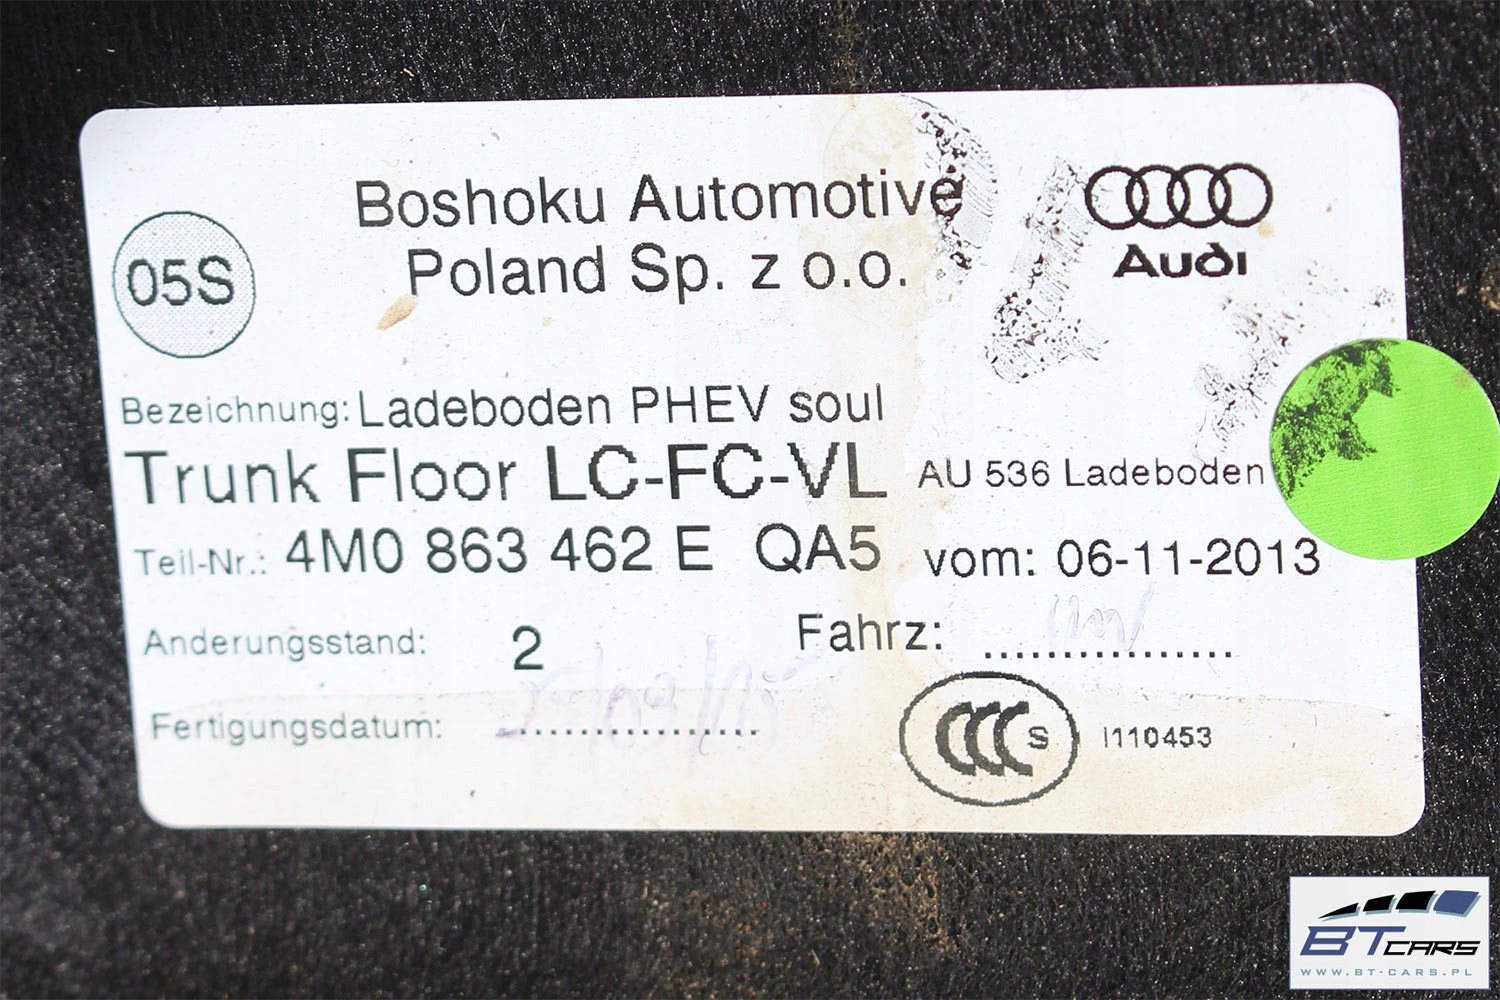 Boshoku Automotive
Poland Sp. z o.o.
05S
Audi
Bezeichnung: Ladeboden PHEV soul
Trunk Floor LC-FC-VL AU 536 Ladeboden
Teil-Nr.: 4M0 863 462 E QA5 vom: 06-11-2013
Anderungsstand: 2 Fahrz: ................
Fertigungsdatum: ................
CCC S I110453
BT CARS
WWW.BT-CARS.PL